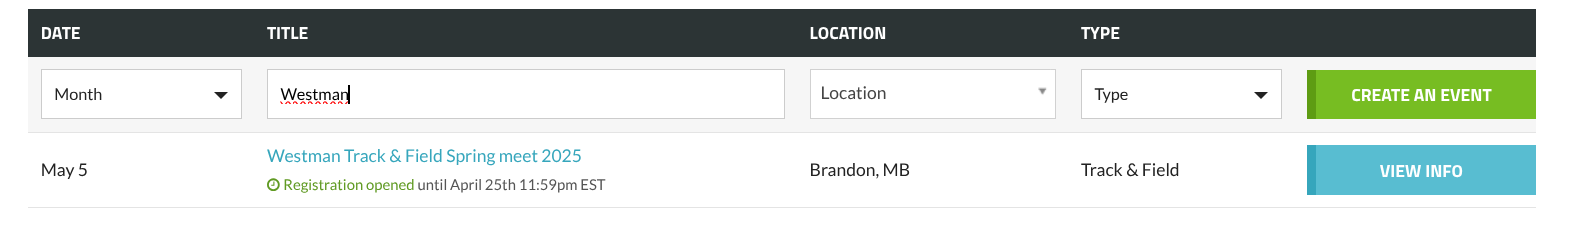 DATE TITLE LOCATION TYPE
Month Westman Location Type CREATE AN EVENT
May 5 Westman Track & Field Spring meet 2025 Brandon, MB Track & Field VIEW INFO
Registration opened until April 25th 11:59pm EST